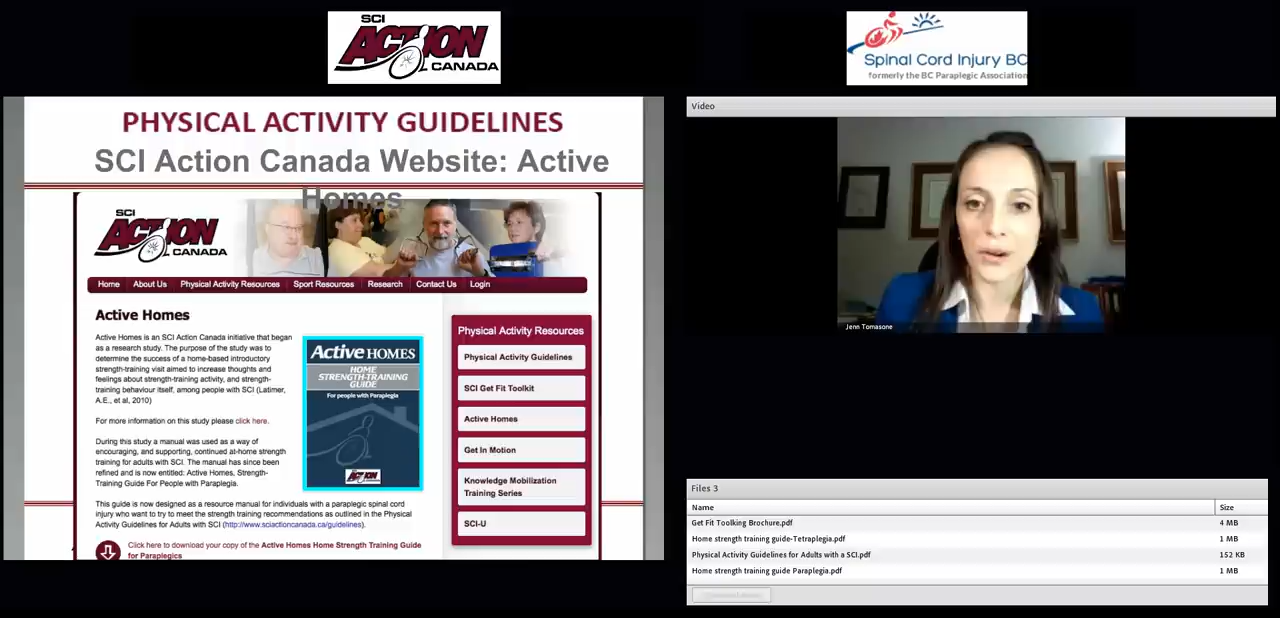 SCI
ACTION
CANADA
Spinal Cord Injury BC
formerly the BC Paraplegic Association
PHYSICAL ACTIVITY GUIDELINES
SCI Action Canada Website: Active
Homes
SCI
ACTION
CANADA
Home About Us Physical Activity Resources Sport Resources Research Contact Us Login
Active Homes
Active Homes is an SCI Action Canada initiative that began
as a research study. The purpose of the study was to
determine the success of a home-based introductory
strength-training visit aimed to increase thoughts and
feelings about strength-training activity, and strength-
training behaviour itself, among people with SCI (Latimer,
A.E., et al, 2010)
For more information on this study please click here.
During this study a manual was used as a way of
encouraging, and supporting, continued at-home strength
training for adults with SCI. The manual has since been
refined and is now entitled: Active Homes, Strength-
Training Guide For People with Paraplegia.
This guide is now designed as a resource manual for individuals with a paraplegic spinal cord
injury who want to try to meet the strength training recommendations as outlined in the Physical
Activity Guidelines for Adults with SCI (http://www.sciactioncanada.ca/guidelines).
Click here to download your copy of the Active Homes Home Strength Training Guide
for Paraplegics
Active HOMES
HOME
STRENGTH-TRAINING
GUIDE
For people with Paraplegia
ACTION
Physical Activity Resources
Physical Activity Guidelines
SCI Get Fit Toolkit
Active Homes
Get In Motion
Knowledge Mobilization
Training Series
SCI-U
Video
Jenn Tomasone
Files 3
Name Size
Get Fit Toolking Brochure.pdf 4 MB
Home strength training guide-Tetraplegia.pdf 1 MB
Physical Activity Guidelines for Adults with a SCI.pdf 152 KB
Home strength training guide Paraplegia.pdf 1 MB